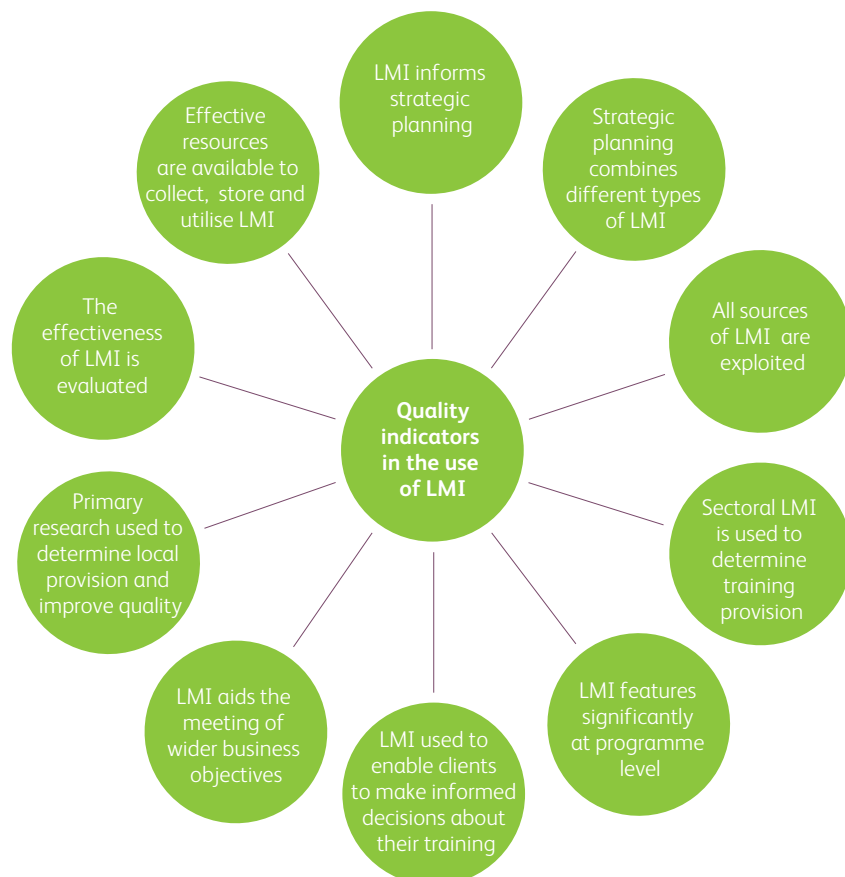 LMI informs
strategic
planning
Strategic
planning
combines
different types
of LMI
All sources
of LMI are
exploited
Sectoral LMI
is used to
determine
training
provision
LMI features
significantly
at programme
level
LMI used to
enable clients
to make informed
decisions about
their training
LMI aids the
meeting of
wider business
objectives
Primary
research used to
determine local
provision and
improve quality
The
effectiveness
of LMI is
evaluated
Effective
resources
are available to
collect, store and
utilise LMI
Quality
indicators
in the use
of LMI